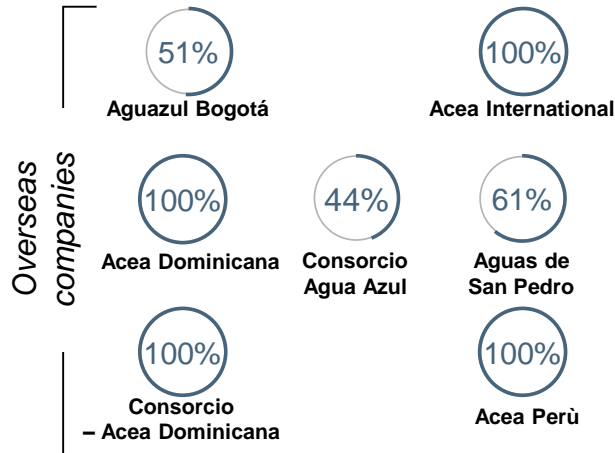 Overseas
companies
51%
Aguazul Bogotá
100%
Acea International
100%
Acea Dominicana
44%
Consorcio
Agua Azul
61%
Aguas de
San Pedro
100%
Consorcio
– Acea Dominicana
100%
Acea Perù